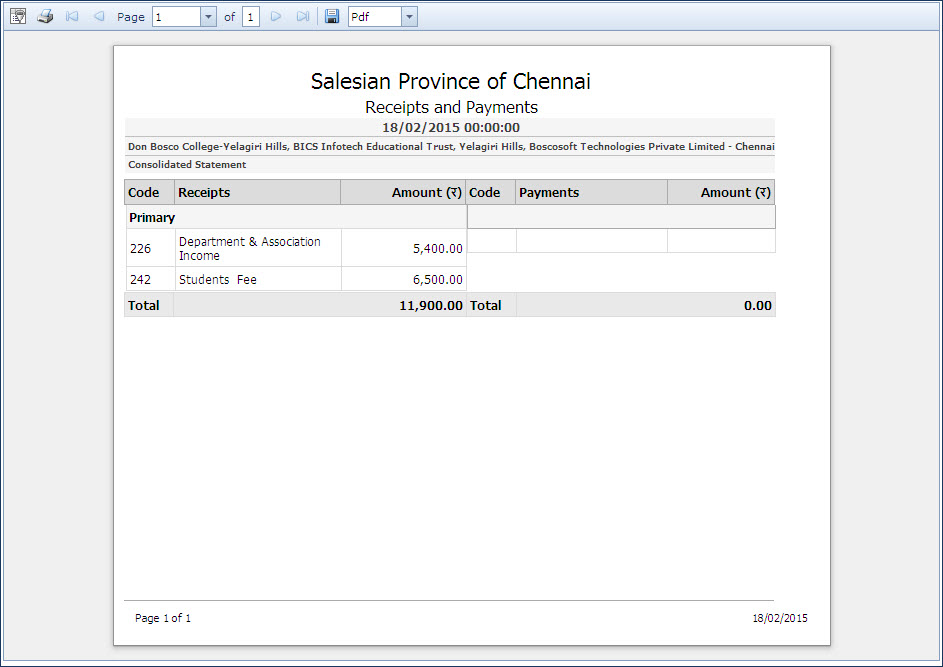 Page 1 of 1 Pdf
Salesian Province of Chennai
Receipts and Payments
18/02/2015 00:00:00
Don Bosco College-Yelagiri Hills, BICS Infotech Educational Trust, Yelagiri Hills, Boscosoft Technologies Private Limited - Chennai
Consolidated Statement
Code Receipts Amount (₹) Code Payments Amount (₹)
Primary
226 Department & Association 5,400.00
Income
242 Students Fee 6,500.00
Total 11,900.00 Total 0.00
Page 1 of 1 18/02/2015